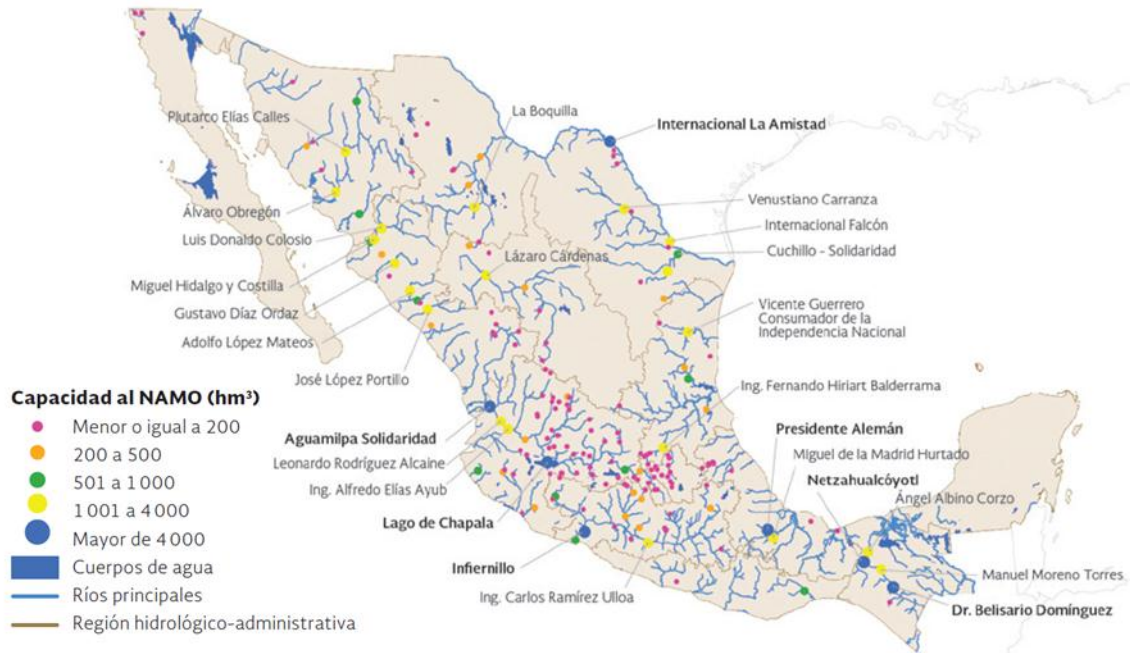 La Boquilla
Plutarco Elías Calles
Internacional La Amistad
Venustiano Carranza
Álvaro Obregón
Internacional Falcón
Luis Donaldo Colosio
Cuchillo - Solidaridad
Lázaro Cárdenas
Miguel Hidalgo y Costilla
Gustavo Díaz Ordaz
Vicente Guerrero
Consumador de la
Independencia Nacional
Adolfo López Mateos
José López Portillo
Ing. Fernando Hiriart Balderrama
Capacidad al NAMO (hm³)
Menor o igual a 200
200 a 500
501 a 1 000
1 001 a 4 000
Mayor de 4 000
Cuerpos de agua
Ríos principales
Región hidrológico-administrativa
Aguamilpa Solidaridad
Leonardo Rodríguez Alcaine
Ing. Alfredo Elías Ayub
Lago de Chapala
Infiernillo
Ing. Carlos Ramírez Ulloa
Presidente Alemán
Miguel de la Madrid Hurtado
Netzahualcóyotl
Ángel Albino Corzo
Manuel Moreno Torres
Dr. Belisario Domínguez